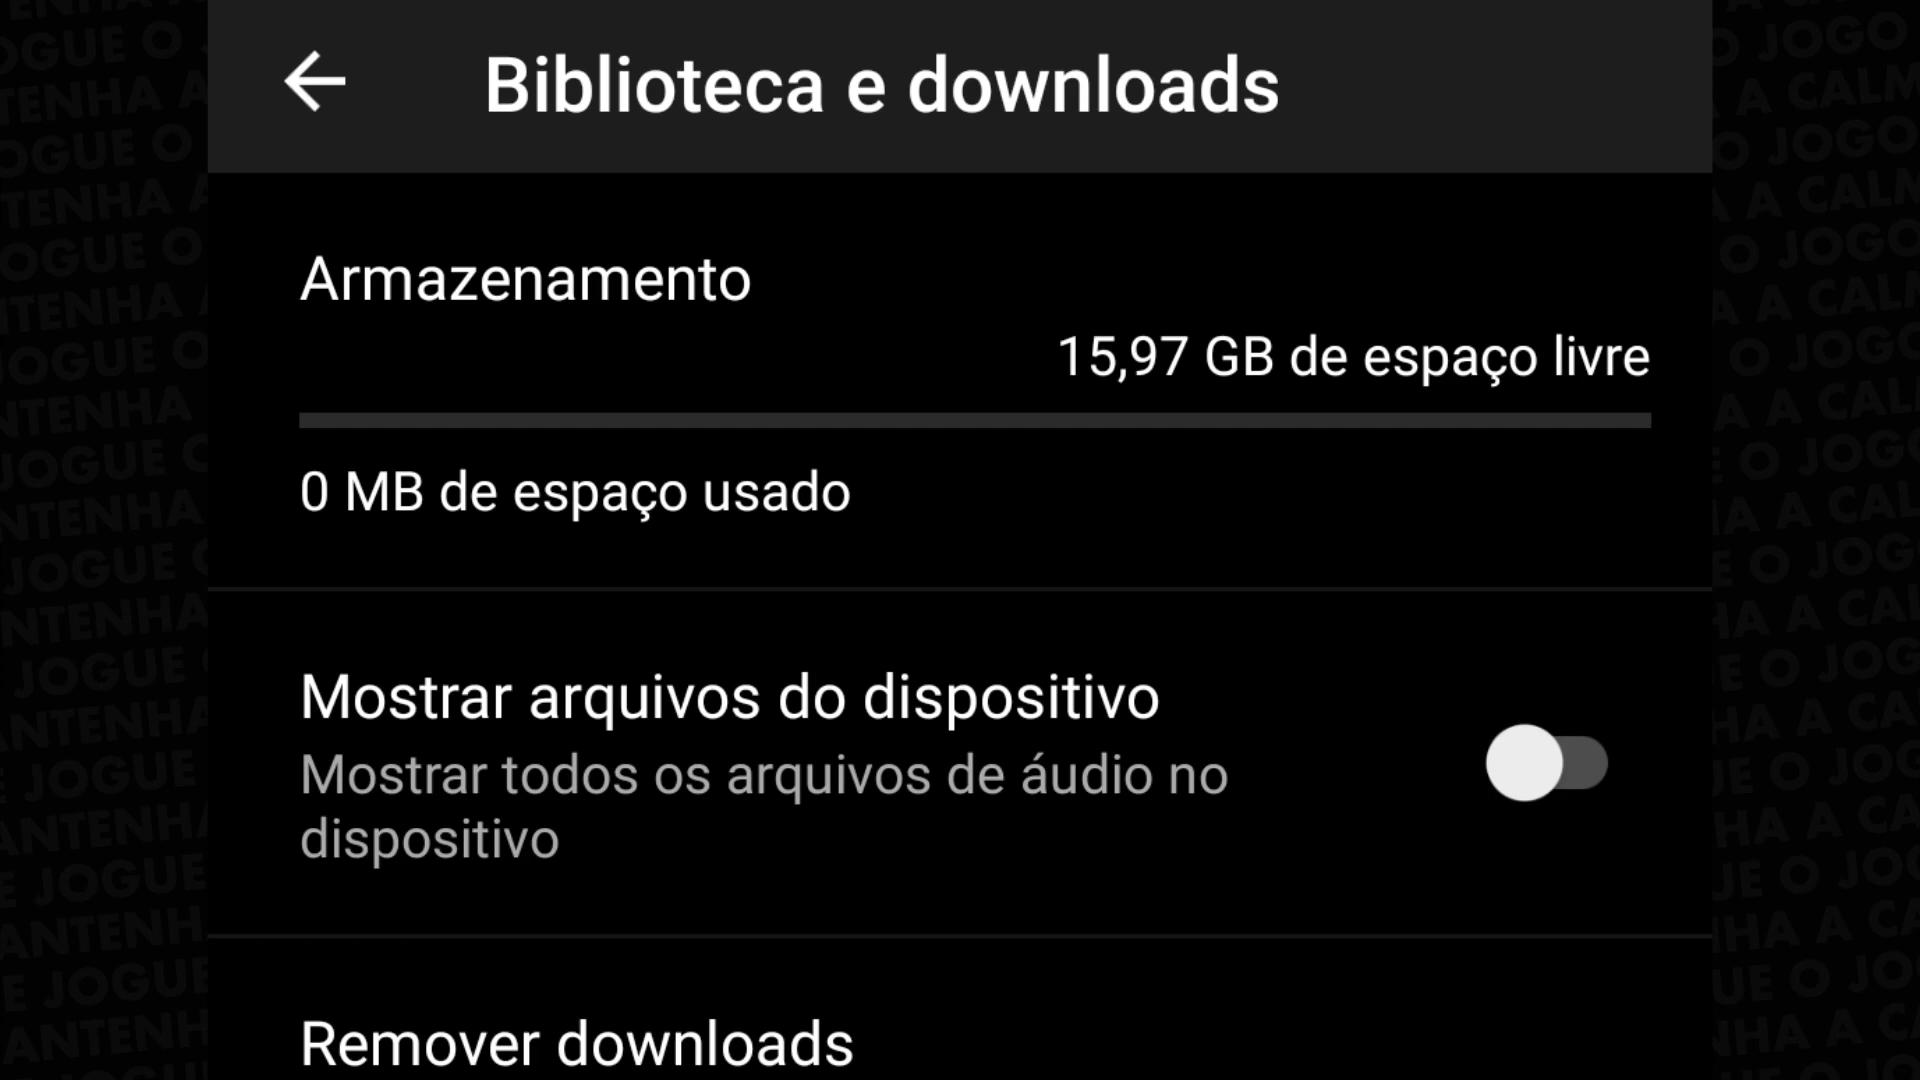 Biblioteca e downloads
Armazenamento
15,97 GB de espaço livre
0 MB de espaço usado
Mostrar arquivos do dispositivo
Mostrar todos os arquivos de áudio no
dispositivo
Remover downloads